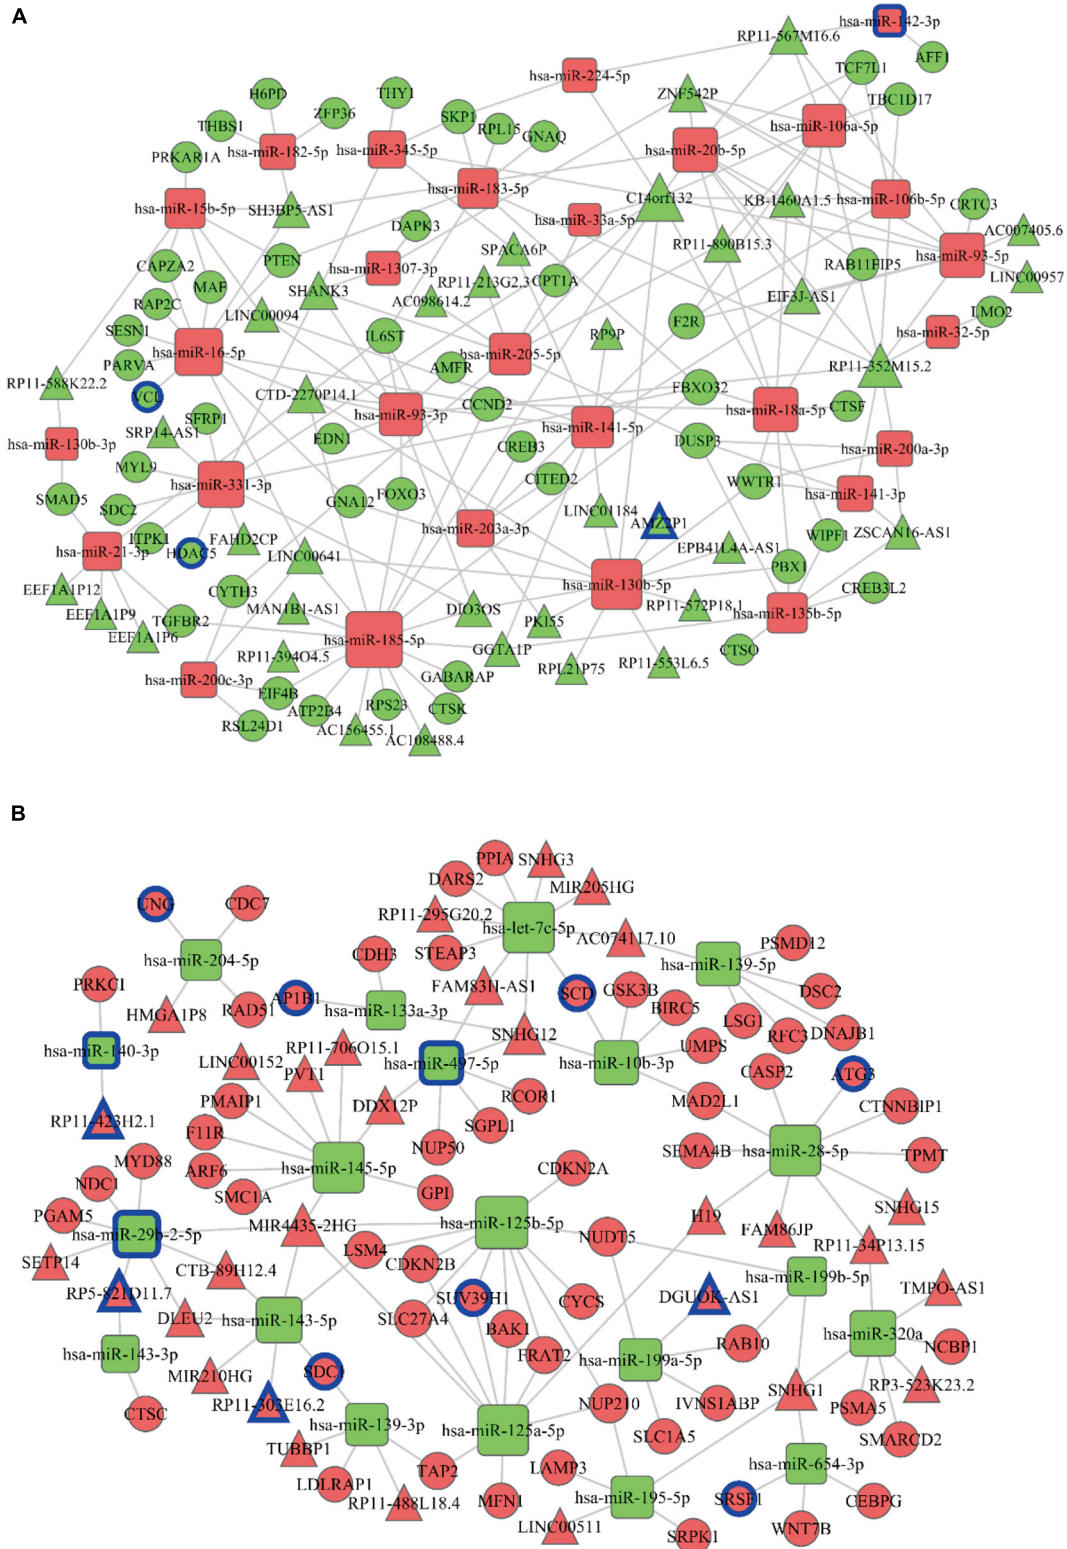 A
hsa-miR-142-3p
RP11-567M16.6
AFF1
TCF7L1
hsa-miR-224-5p
ZNF542P
TBC1D17
H6PD
THY1
ZFP36
SKP1
RPL15
GNAQ
THBS1
hsa-miR-106a-5p
PRKAR1A
hsa-miR-182-5p
hsa-miR-345-5p
hsa-miR-20b-5p
hsa-miR-183-5p
C14orf132
KB-1460A1.5
hsa-miR-106b-5p
CRTC3
hsa-miR-15b-5p
SH3BP5-AS1
hsa-miR-33a-5p
DAPK3
AC007405.6
SPACA6P
RP11-890B15.3
hsa-miR-93-5p
CAPZA2
PTEN
hsa-miR-1307-3p
RAB11FIP5
LINC00957
RP11-213G2.3
CPT1A
MAF
SHANK3
AC098614.2
EIF3J-AS1
RAP2C
LINC00094
LMO2
SESN1
IL6ST
RP9P
F2R
hsa-miR-32-5p
hsa-miR-16-5p
hsa-miR-205-5p
PARVA
AMFR
RP11-352M15.2
RP11-588K22.2
VCL
CTD-2270P14.1
FBXO32
CCND2
hsa-miR-93-3p
hsa-miR-18a-5p
CTSF
SFRP1
SRP14-AS1
hsa-miR-141-5p
hsa-miR-130b-3p
EDN1
CREB3
DUSP3
hsa-miR-200a-3p
MYL9
CITED2
WWTR1
hsa-miR-331-3p
SMAD5
SDC2
GNA12
FOXO3
hsa-miR-141-3p
LINC01184
AMZ2P1
hsa-miR-203a-3p
ITPK1
FAHD2CP
WIPF1
ZSCAN16-AS1
hsa-miR-21-3p
HDAC5
LINC00641
EPB41L4A-AS1
PBX1
EEF1A1P12
CYTH3
hsa-miR-130b-5p
CREB3L2
EEF1A1P9
TGFBR2
MAN1B1-AS1
DIO3OS
RP11-572P18.1
hsa-miR-135b-5p
EEF1A1P6
hsa-miR-185-5p
PKI55
RP11-394O4.5
GGTA1P
CTSO
RP11-553L6.5
hsa-miR-200c-3p
EIF4B
GABARAP
RPL21P75
ATP2B4
RPS23
CTSK
RSL24D1
AC156455.1
AC108488.4
B
PPIA
SNHG3
DARS2
MIR205HG
UNG
CDC7
RP11-295G20.2
hsa-let-7c-5p
AC074117.10
PSMD12
CDH3
STEAP3
hsa-miR-204-5p
hsa-miR-139-5p
PRKCI
FAM83H-AS1
SCD
GSK3B
DSC2
AP1B1
BIRC5
HMGA1P8
RAD51
hsa-miR-133a-3p
LSG1
RFC3
DNAJB1
SNHG12
hsa-miR-140-3p
LINC00152
RP11-706O15.1
UMPS
PVT1
hsa-miR-497-5p
hsa-miR-10b-3p
CASP2
ATG3
RCOR1
PMAIP1
DDX12P
MAD2L1
CTNNBIP1
RP11-423H2.1
SGPL1
F11R
NUP50
SEMA4B
hsa-miR-28-5p
TPMT
MYD88
ARF6
hsa-miR-145-5p
CDKN2A
NDC1
SMC1A
GPI
PGAM5
MIR4435-2HG
hsa-miR-125b-5p
H19
FAM86JP
SNHG15
hsa-miR-29b-2-5p
NUDT5
RP11-34P13.15
LSM4
SETP14
CTB-89H12.4
CDKN2B
hsa-miR-199b-5p
TMPO-AS1
RP5-821D11.7
SUV39H1
CYCS
DGUOK-AS1
DLEU2
hsa-miR-143-5p
SLC27A4
BAK1
hsa-miR-320a
hsa-miR-143-3p
FRAT2
hsa-miR-199a-5p
RAB10
NCBP1
MIR210HG
SDC1
SNHG1
RP3-523K23.2
RP11-303E16.2
NUP210
IVNS1ABP
PSMA5
CTSC
hsa-miR-139-3p
hsa-miR-125a-5p
SLC1A5
SMARCD2
TUBBP1
TAP2
LAMP3
hsa-miR-654-3p
LDLRAP1
RP11-488L18.4
MFN1
hsa-miR-195-5p
SRSF1
CEBPG
LINC00511
SRPK1
WNT7B